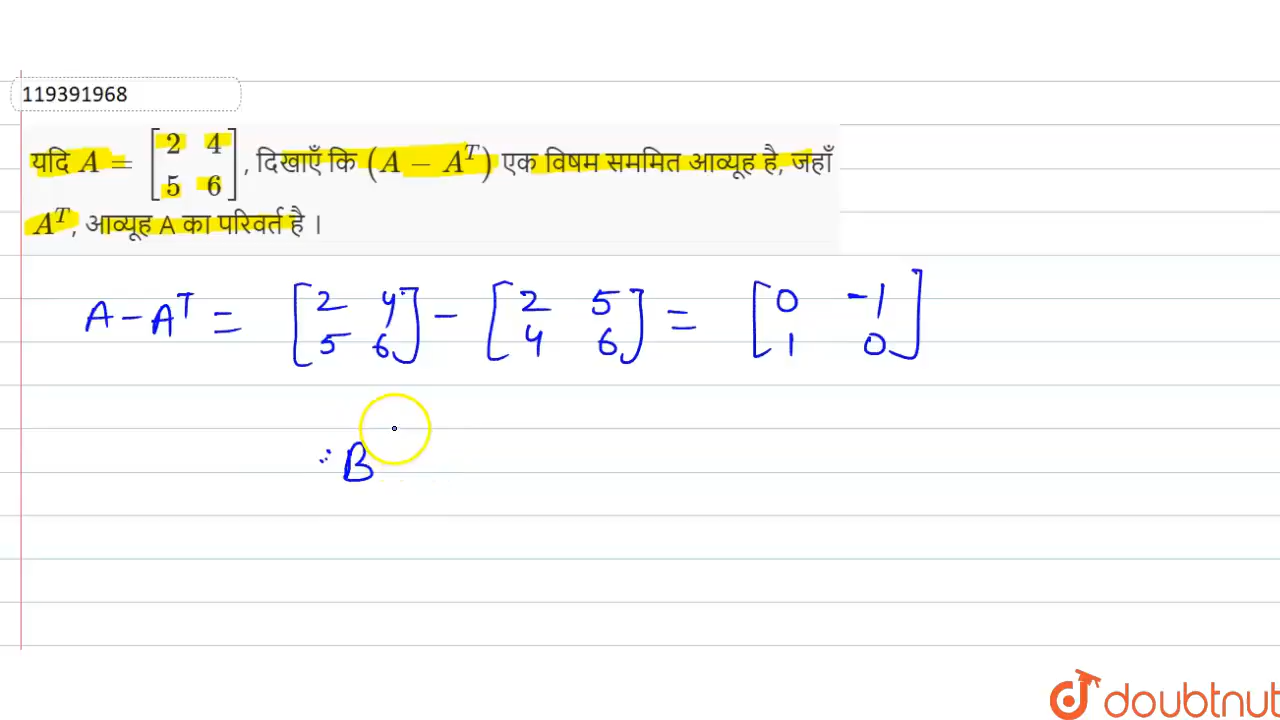 119391968
यदि A = [2 4 5 6], दिखाएँ कि (A − A^T) एक विषम सममित आव्यूह है, जहाँ
A^T, आव्यूह A का परिवर्त है ।
A − A^T = [2 4 5 6] − [2 5 4 6] = [0 −1 1 0]
∵ B
doubtnut